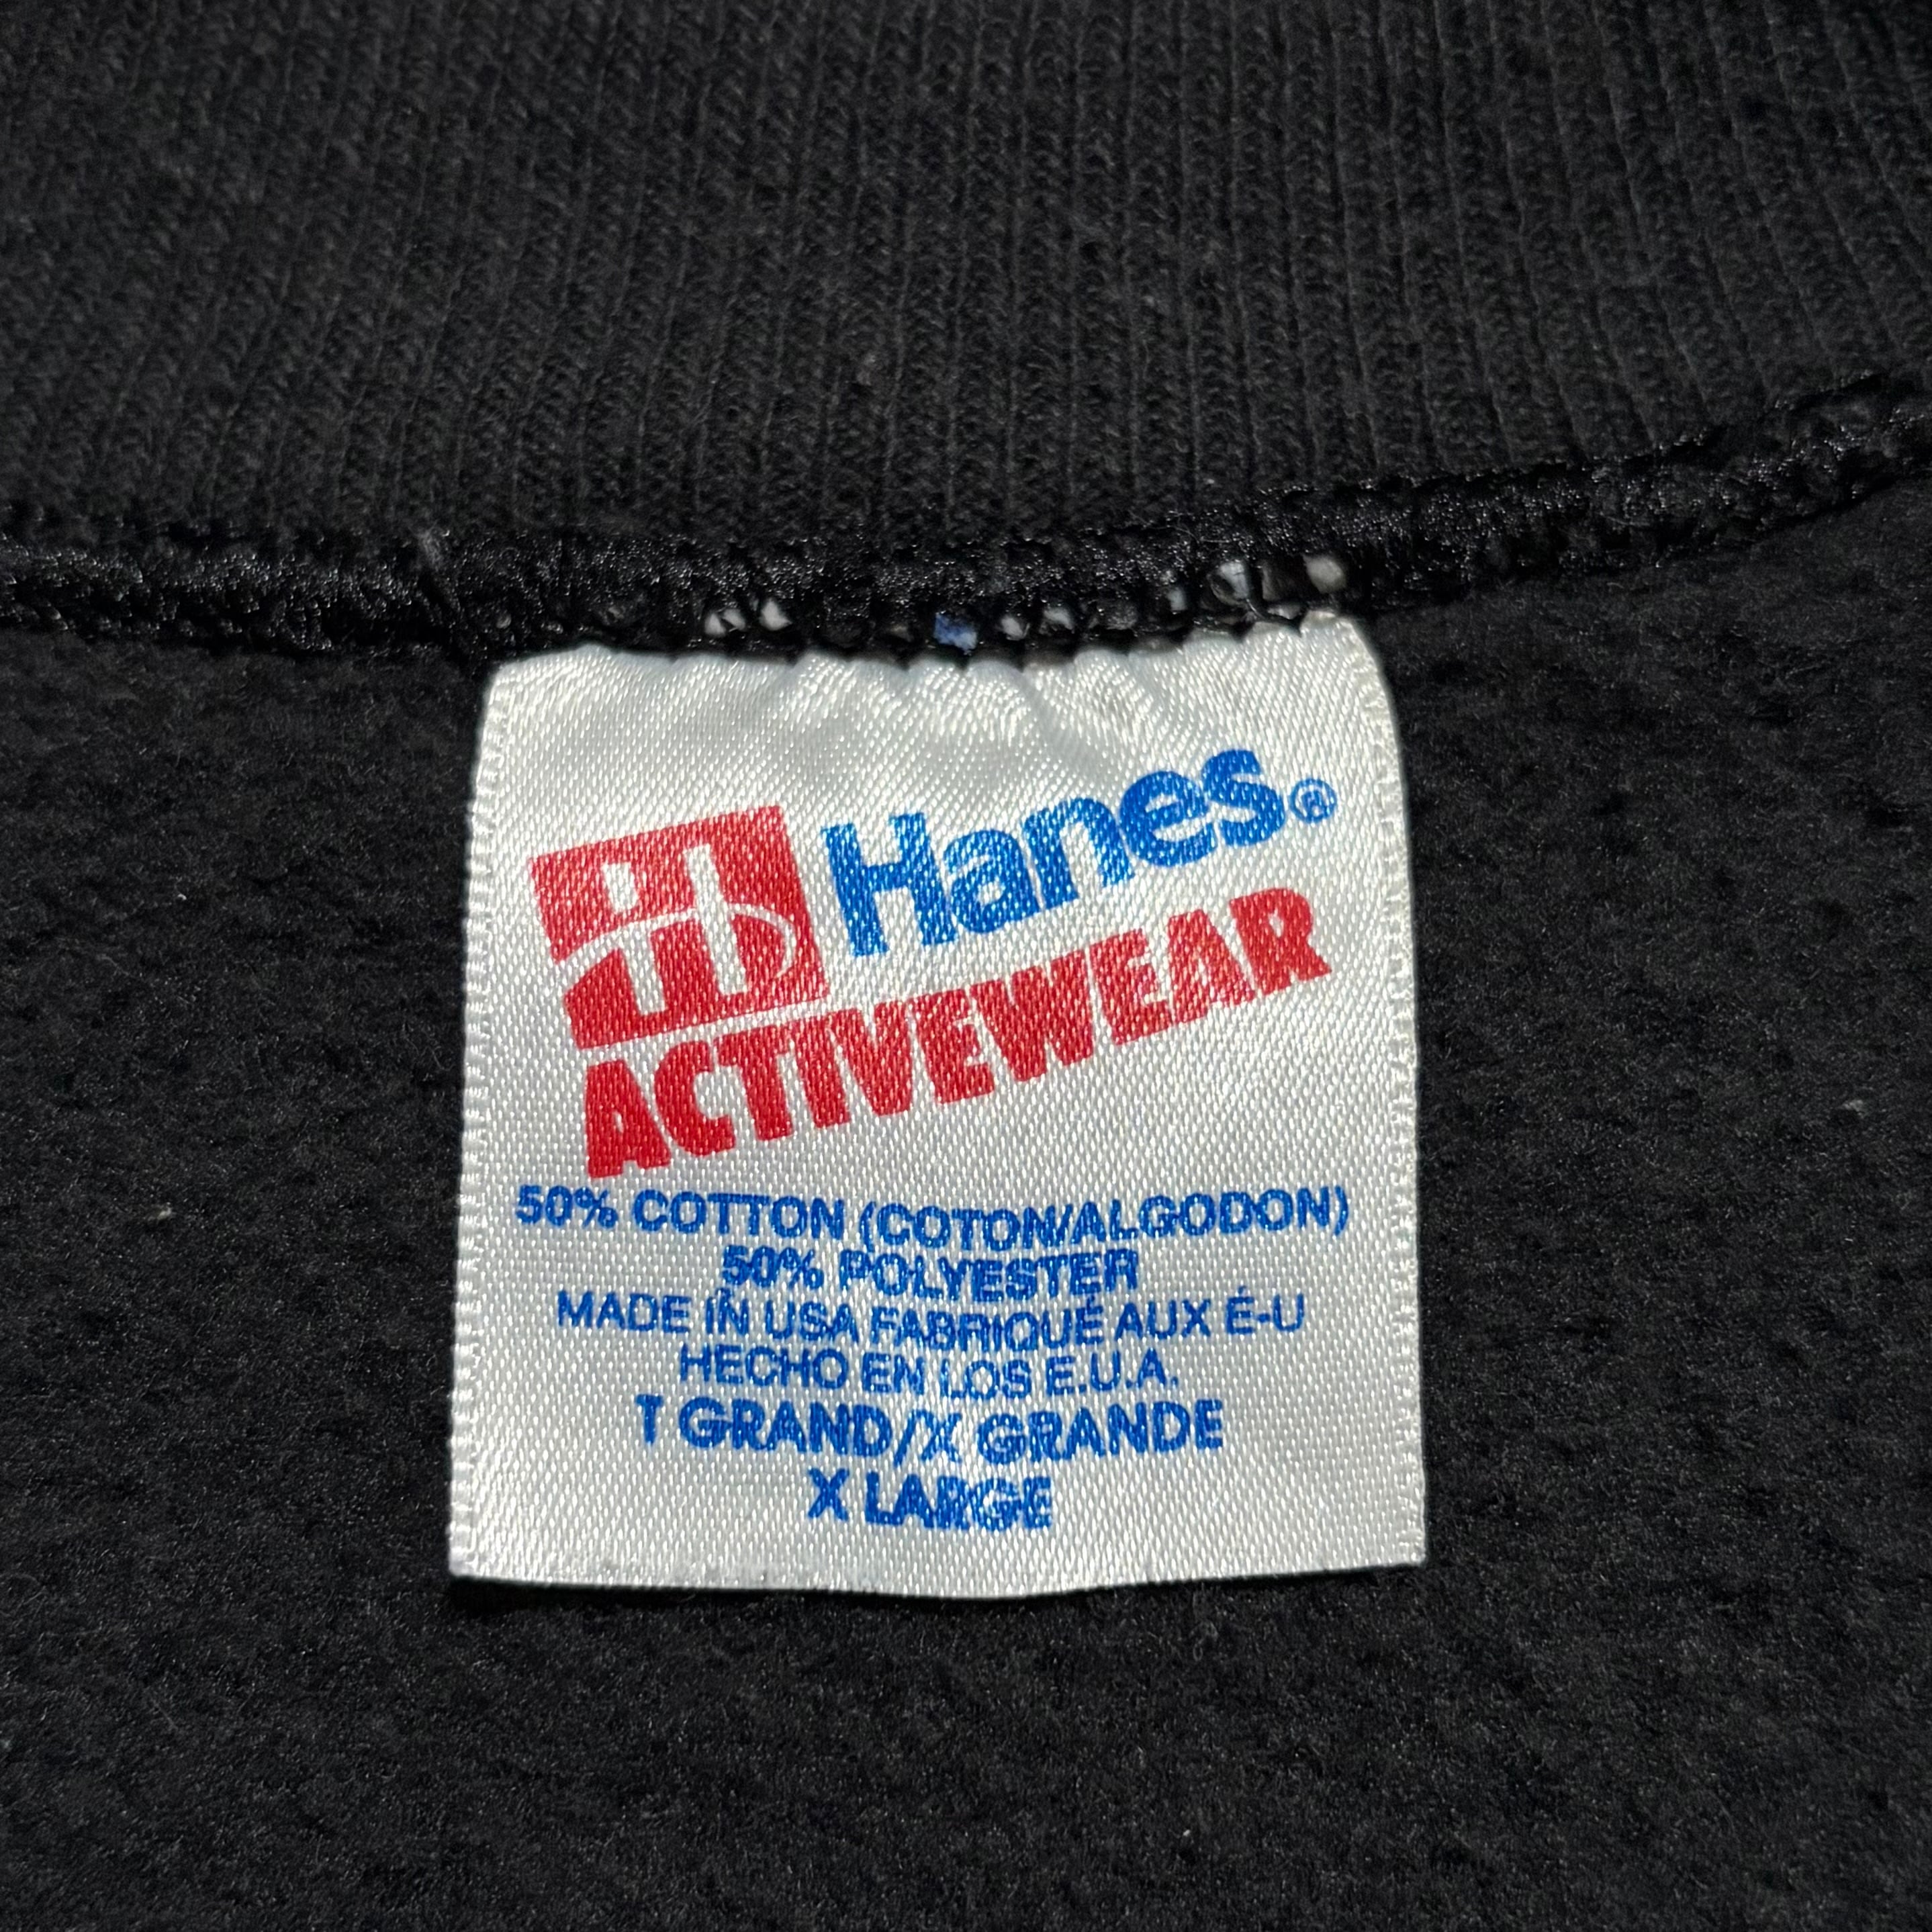 Hanes®
ACTIVEWEAR
50% COTTON (COTON/ALGODON)
50% POLYESTER
MADE IN USA FABRIQUÉ AUX É-U
HECHO EN LOS E.U.A.
T GRAND/X GRANDE
X LARGE